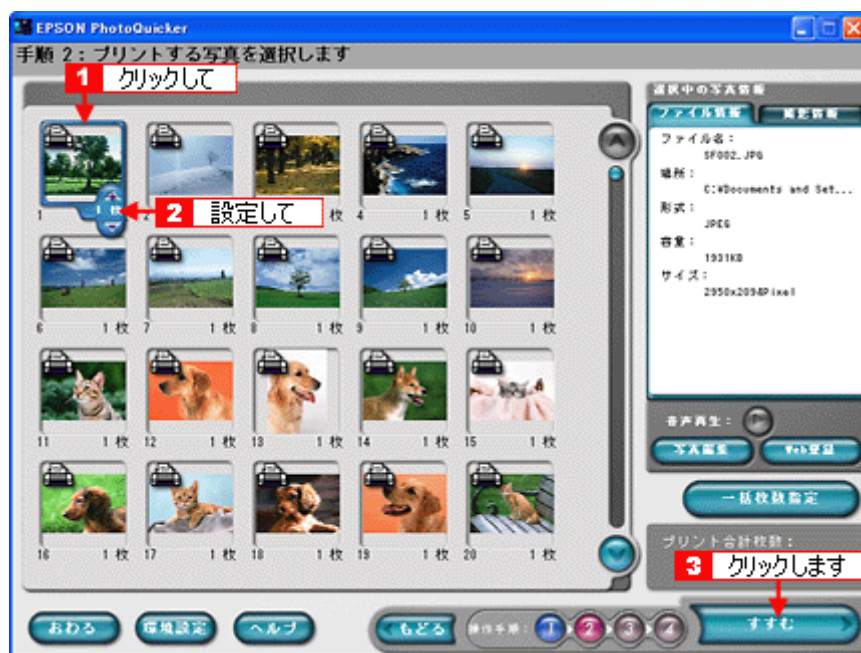 EPSON PhotoQuicker
手順 2：プリントする写真を選択します
1 クリックして
選択中の写真情報
ファイル情報 撮影情報
ファイル名：
SF002.JPG
場所：
C:¥Documents and Set...
形式：
JPEG
容量：
1931KB
サイズ：
2950x2094Pixel
1 1 枚 2 枚 4 1 枚 5 1 枚
2 設定して
6 1 枚 7 1 枚 8 1 枚 9 1 枚 10 1 枚
11 1 枚 12 1 枚 13 1 枚 14 1 枚 15 1 枚
音声再生：
写真編集 Web登録
一括枚数指定
16 1 枚 17 1 枚 18 1 枚 19 1 枚 20 1 枚
プリント合計枚数：
3 クリックします
おわる 環境設定 ヘルプ もどる 操作手順： 1 2 3 4 すすむ